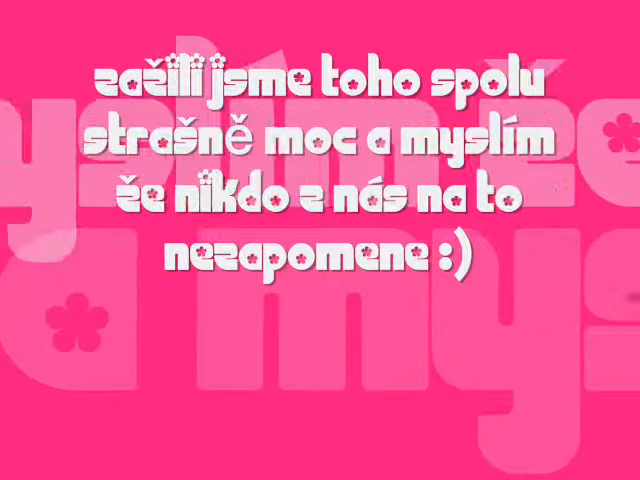 zažili jsme toho spolu
strašně moc a myslím
že nikdo z nás na to
nezapomene :)